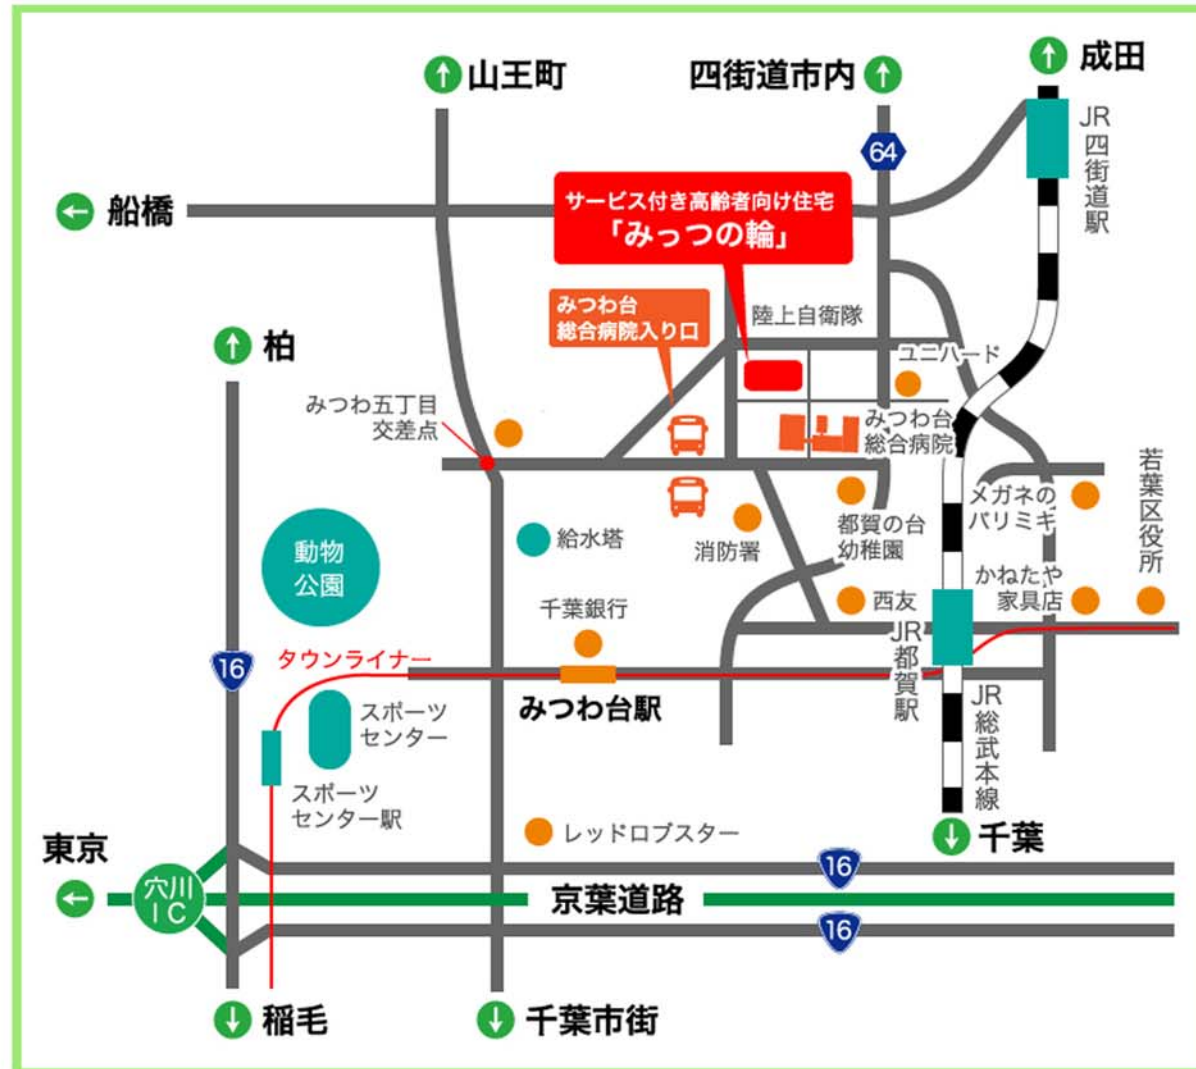 山王町
四街道市内
成田
JR四街道駅
64
船橋
サービス付き高齢者向け住宅
「みっつの輪」
みつわ台
総合病院入り口
陸上自衛隊
ユニハード
柏
みつわ五丁目
交差点
みつわ台
総合病院
若葉区役所
メガネの
パリミキ
都賀の台
幼稚園
消防署
給水塔
動物
公園
かねたや
家具店
西友
千葉銀行
JR都賀駅
16
タウンライナー
みつわ台駅
スポーツ
センター
JR総武本線
スポーツ
センター駅
レッドロブスター
千葉
東京
16
穴川
IC
京葉道路
16
稲毛
千葉市街